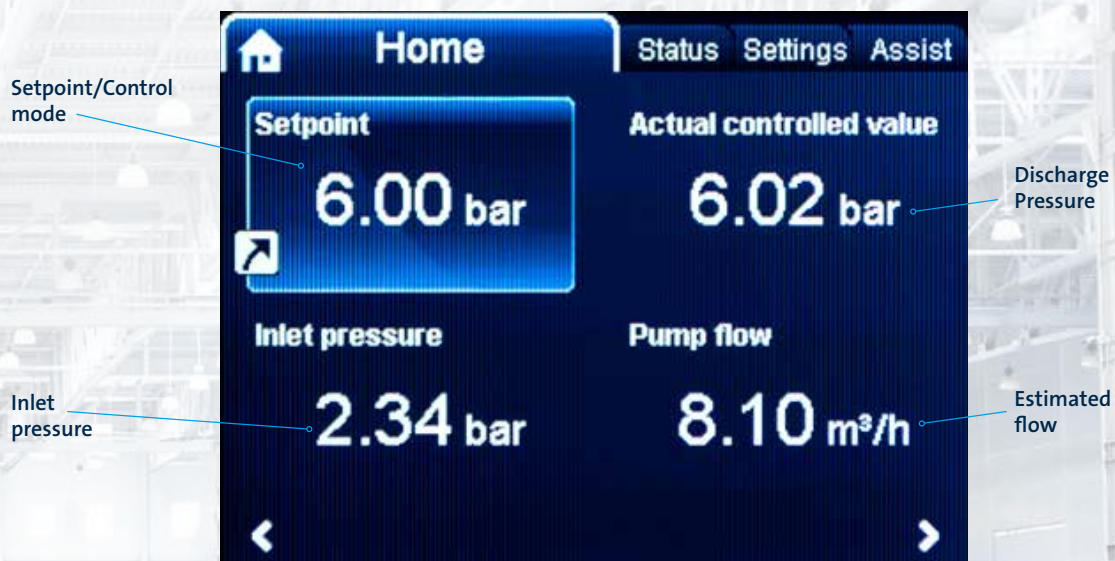 Home
Status
Settings
Assist
Setpoint/Control
mode
Setpoint
6.00 bar
Actual controlled value
6.02 bar
Discharge
Pressure
Inlet pressure
2.34 bar
Pump flow
8.10 m³/h
Inlet
pressure
Estimated
flow